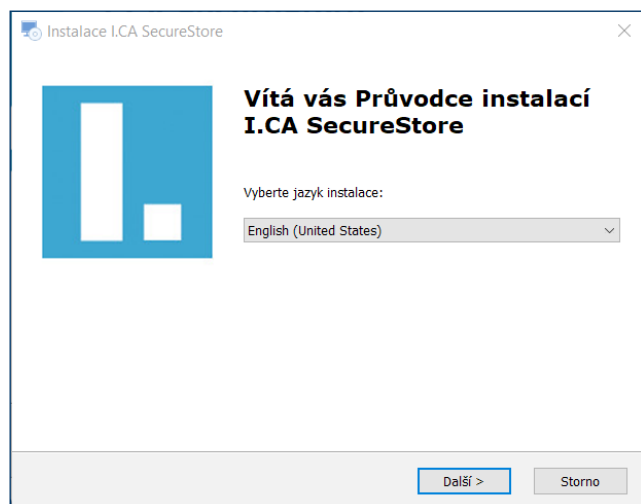 Instalace I.CA SecureStore
Vítá vás Průvodce instalací
I.CA SecureStore
Vyberte jazyk instalace:
English (United States)
Další >
Storno